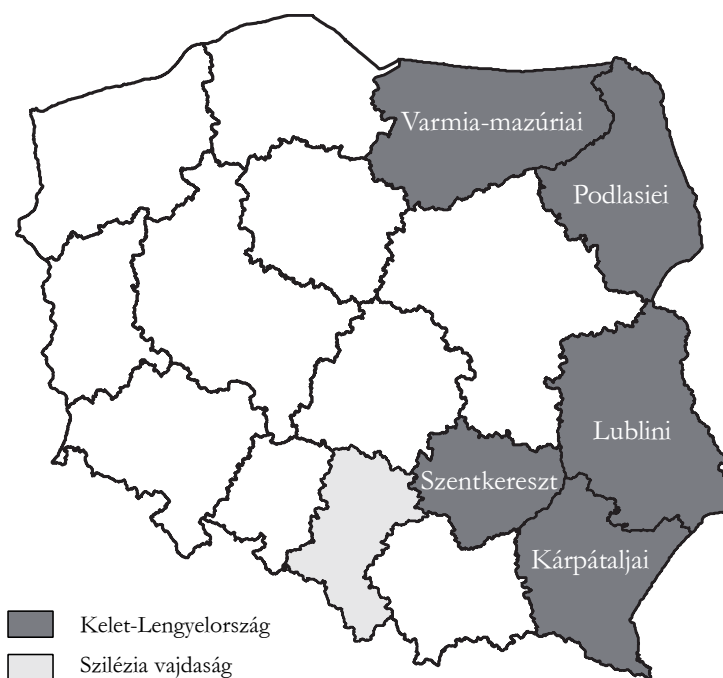 Varmia-mazúriai
Podlasiei
Lublini
Szentkereszt
Kárpátaljai
Kelet-Lengyelország
Szilézia vajdaság